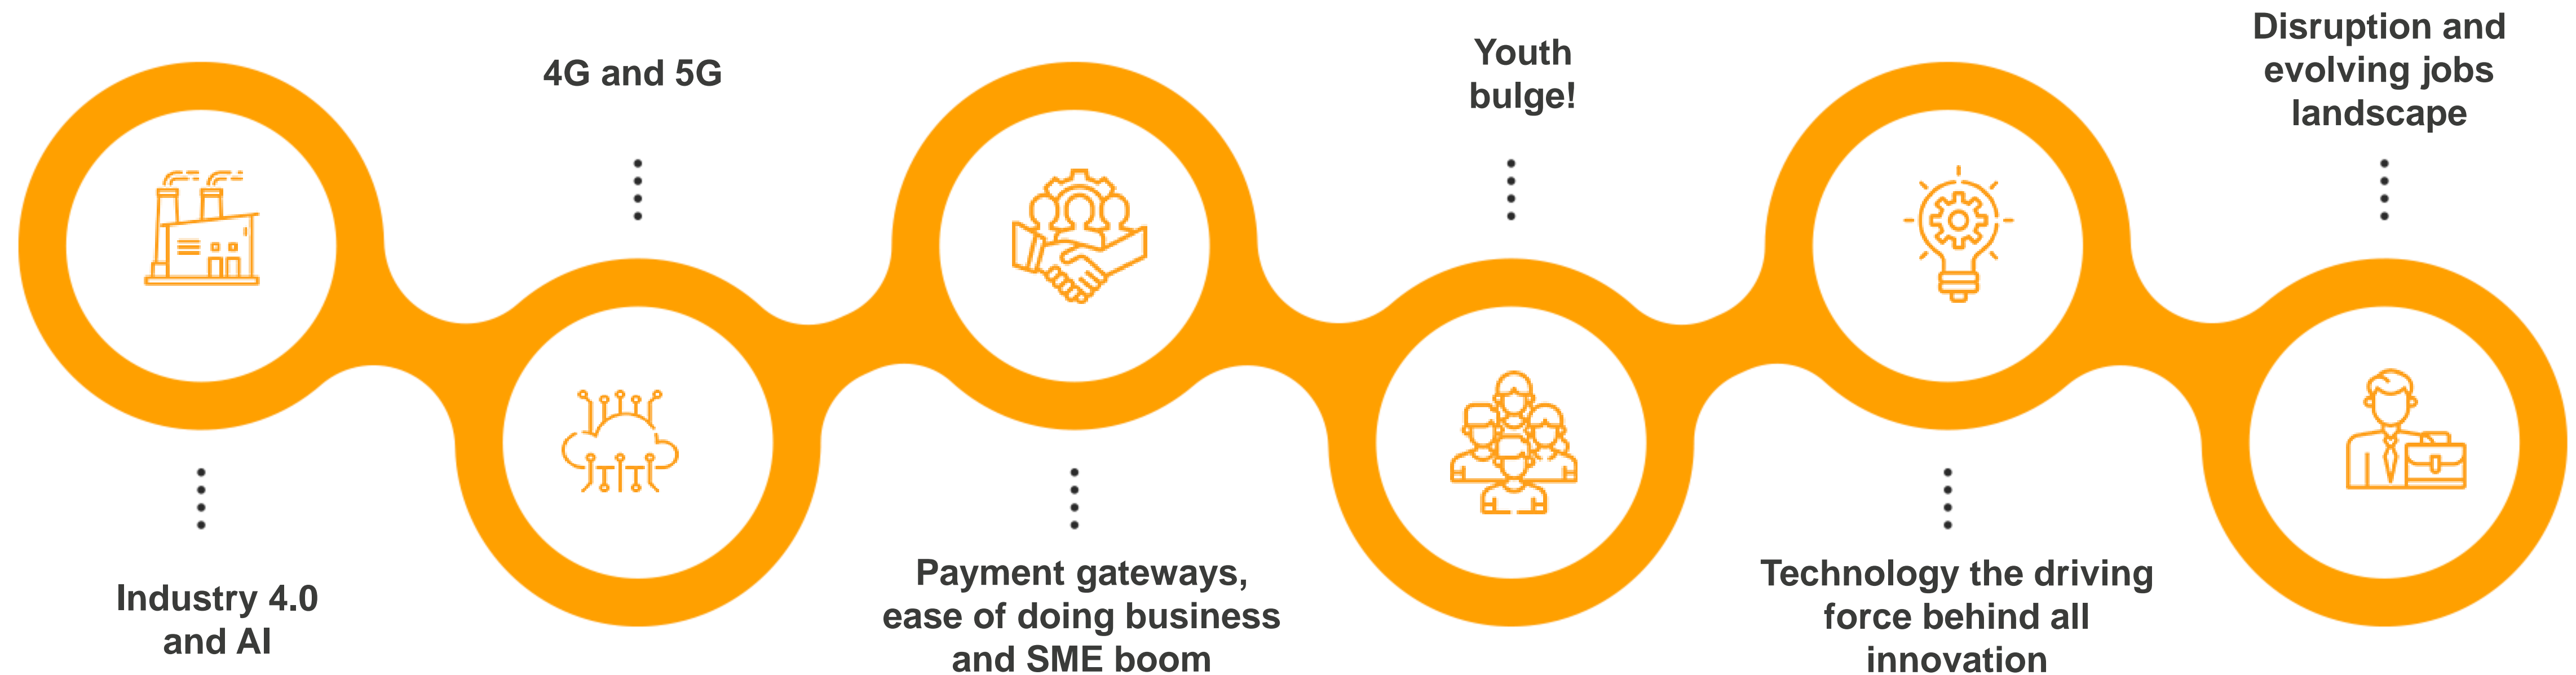 Industry 4.0
and AI
4G and 5G
Payment gateways,
ease of doing business
and SME boom
Youth
bulge!
Technology the driving
force behind all
innovation
Disruption and
evolving jobs
landscape